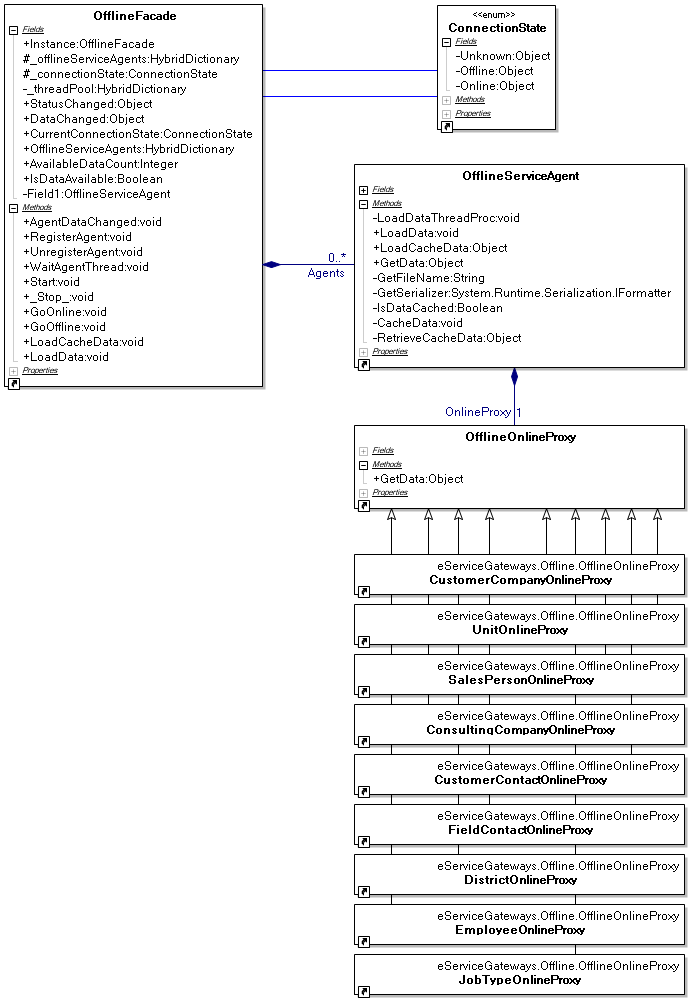 OfflineFacade
Fields
+Instance:OfflineFacade
#_offlineServiceAgents:HybridDictionary
#_connectionState:ConnectionState
-_threadPool:HybridDictionary
+StatusChanged:Object
+DataChanged:Object
+CurrentConnectionState:ConnectionState
+OfflineServiceAgents:HybridDictionary
+AvailableDataCount:Integer
+IsDataAvailable:Boolean
-Field1:OfflineServiceAgent
Methods
+AgentDataChanged:void
+RegisterAgent:void
+UnregisterAgent:void
+WaitAgentThread:void
+Start:void
+_Stop_:void
+GoOnline:void
+GoOffline:void
+LoadCacheData:void
+LoadData:void
Properties
<<enum>>
ConnectionState
Fields
-Unknown:Object
-Offline:Object
-Online:Object
Methods
Properties
0..*
Agents
OfflineServiceAgent
Fields
Methods
-LoadDataThreadProc:void
+LoadData:void
+LoadCacheData:Object
+GetData:Object
-GetFileName:String
-GetSerializer:System.Runtime.Serialization.IFormatter
-IsDataCached:Boolean
-CacheData:void
-RetrieveCacheData:Object
Properties
OnlineProxy 1
OfflineOnlineProxy
Fields
Methods
+GetData:Object
Properties
eServiceGateways.Offline.OfflineOnlineProxy
CustomerCompanyOnlineProxy
eServiceGateways.Offline.OfflineOnlineProxy
UnitOnlineProxy
eServiceGateways.Offline.OfflineOnlineProxy
SalesPersonOnlineProxy
eServiceGateways.Offline.OfflineOnlineProxy
ConsultingCompanyOnlineProxy
eServiceGateways.Offline.OfflineOnlineProxy
CustomerContactOnlineProxy
eServiceGateways.Offline.OfflineOnlineProxy
FieldContactOnlineProxy
eServiceGateways.Offline.OfflineOnlineProxy
DistrictOnlineProxy
eServiceGateways.Offline.OfflineOnlineProxy
EmployeeOnlineProxy
eServiceGateways.Offline.OfflineOnlineProxy
JobTypeOnlineProxy